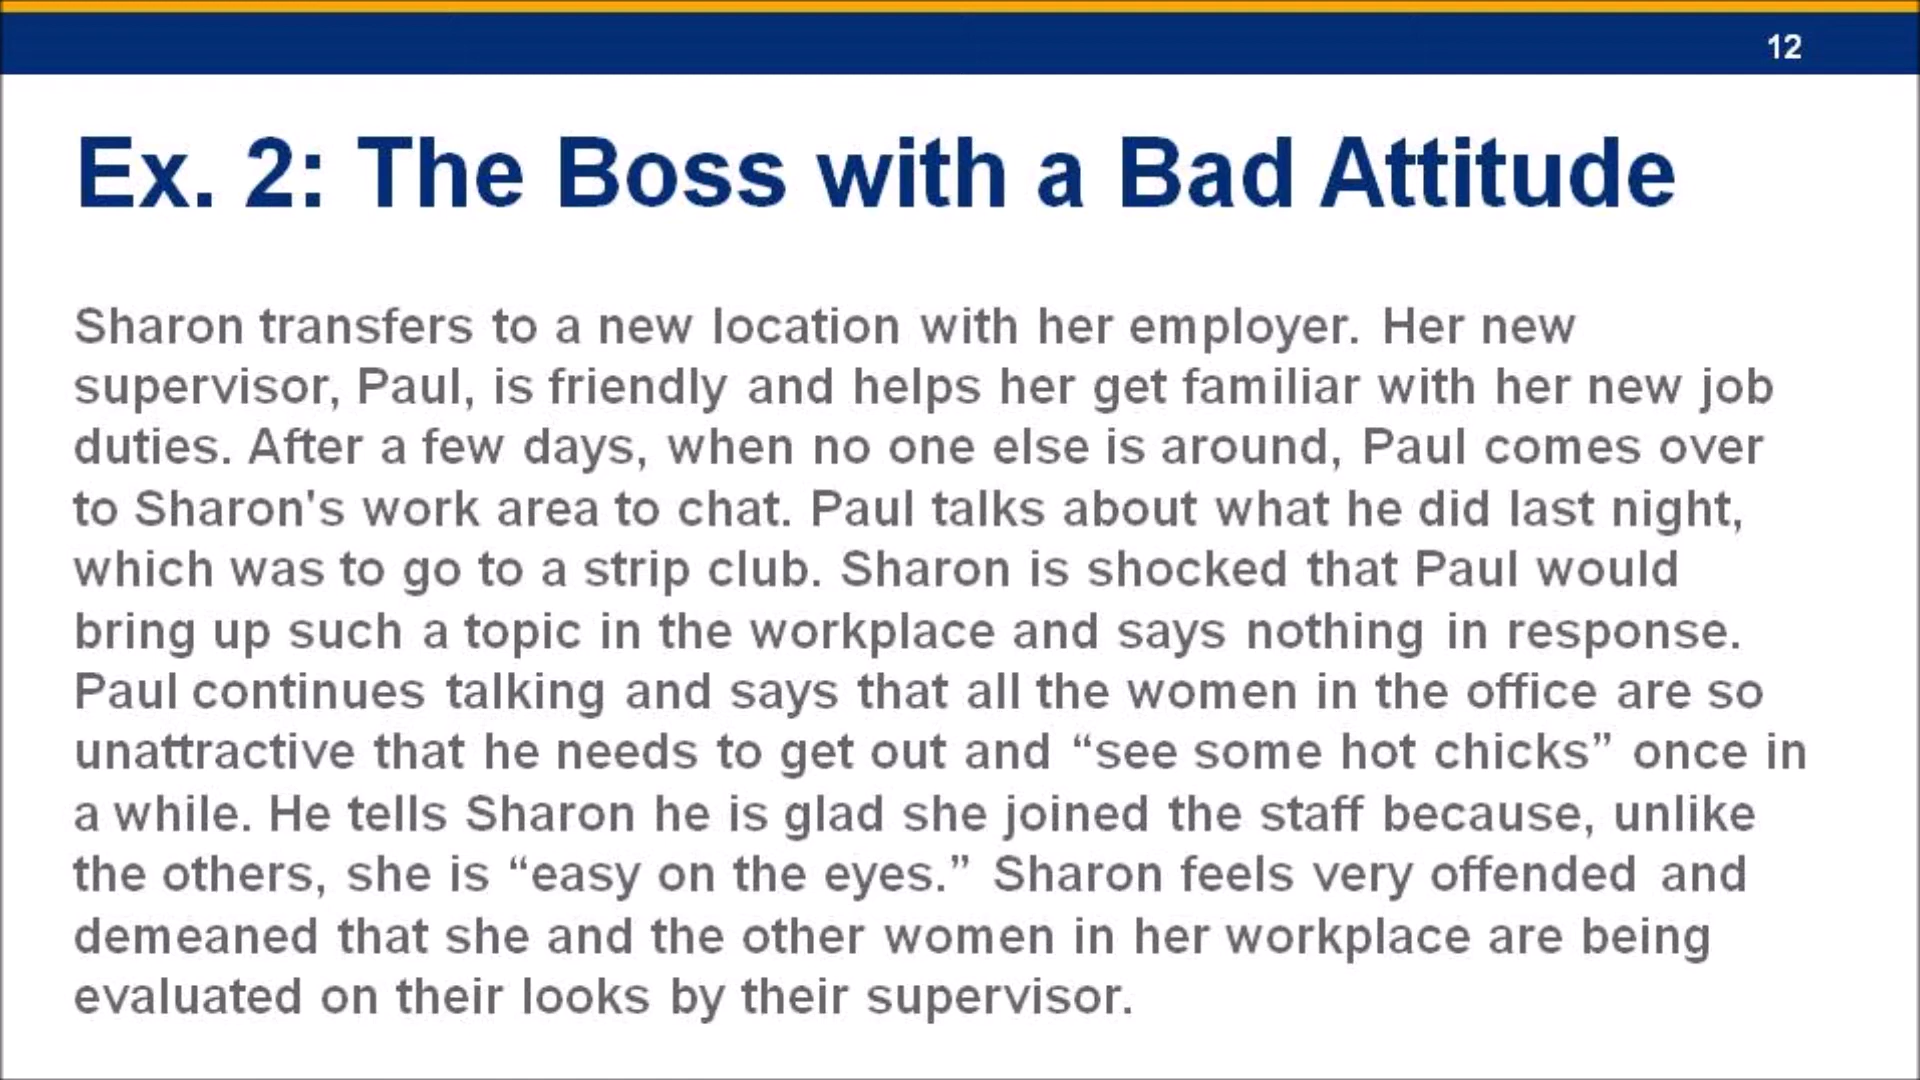 12
Ex. 2: The Boss with a Bad Attitude
Sharon transfers to a new location with her employer. Her new
supervisor, Paul, is friendly and helps her get familiar with her new job
duties. After a few days, when no one else is around, Paul comes over
to Sharon's work area to chat. Paul talks about what he did last night,
which was to go to a strip club. Sharon is shocked that Paul would
bring up such a topic in the workplace and says nothing in response.
Paul continues talking and says that all the women in the office are so
unattractive that he needs to get out and “see some hot chicks” once in
a while. He tells Sharon he is glad she joined the staff because, unlike
the others, she is “easy on the eyes.” Sharon feels very offended and
demeaned that she and the other women in her workplace are being
evaluated on their looks by their supervisor.